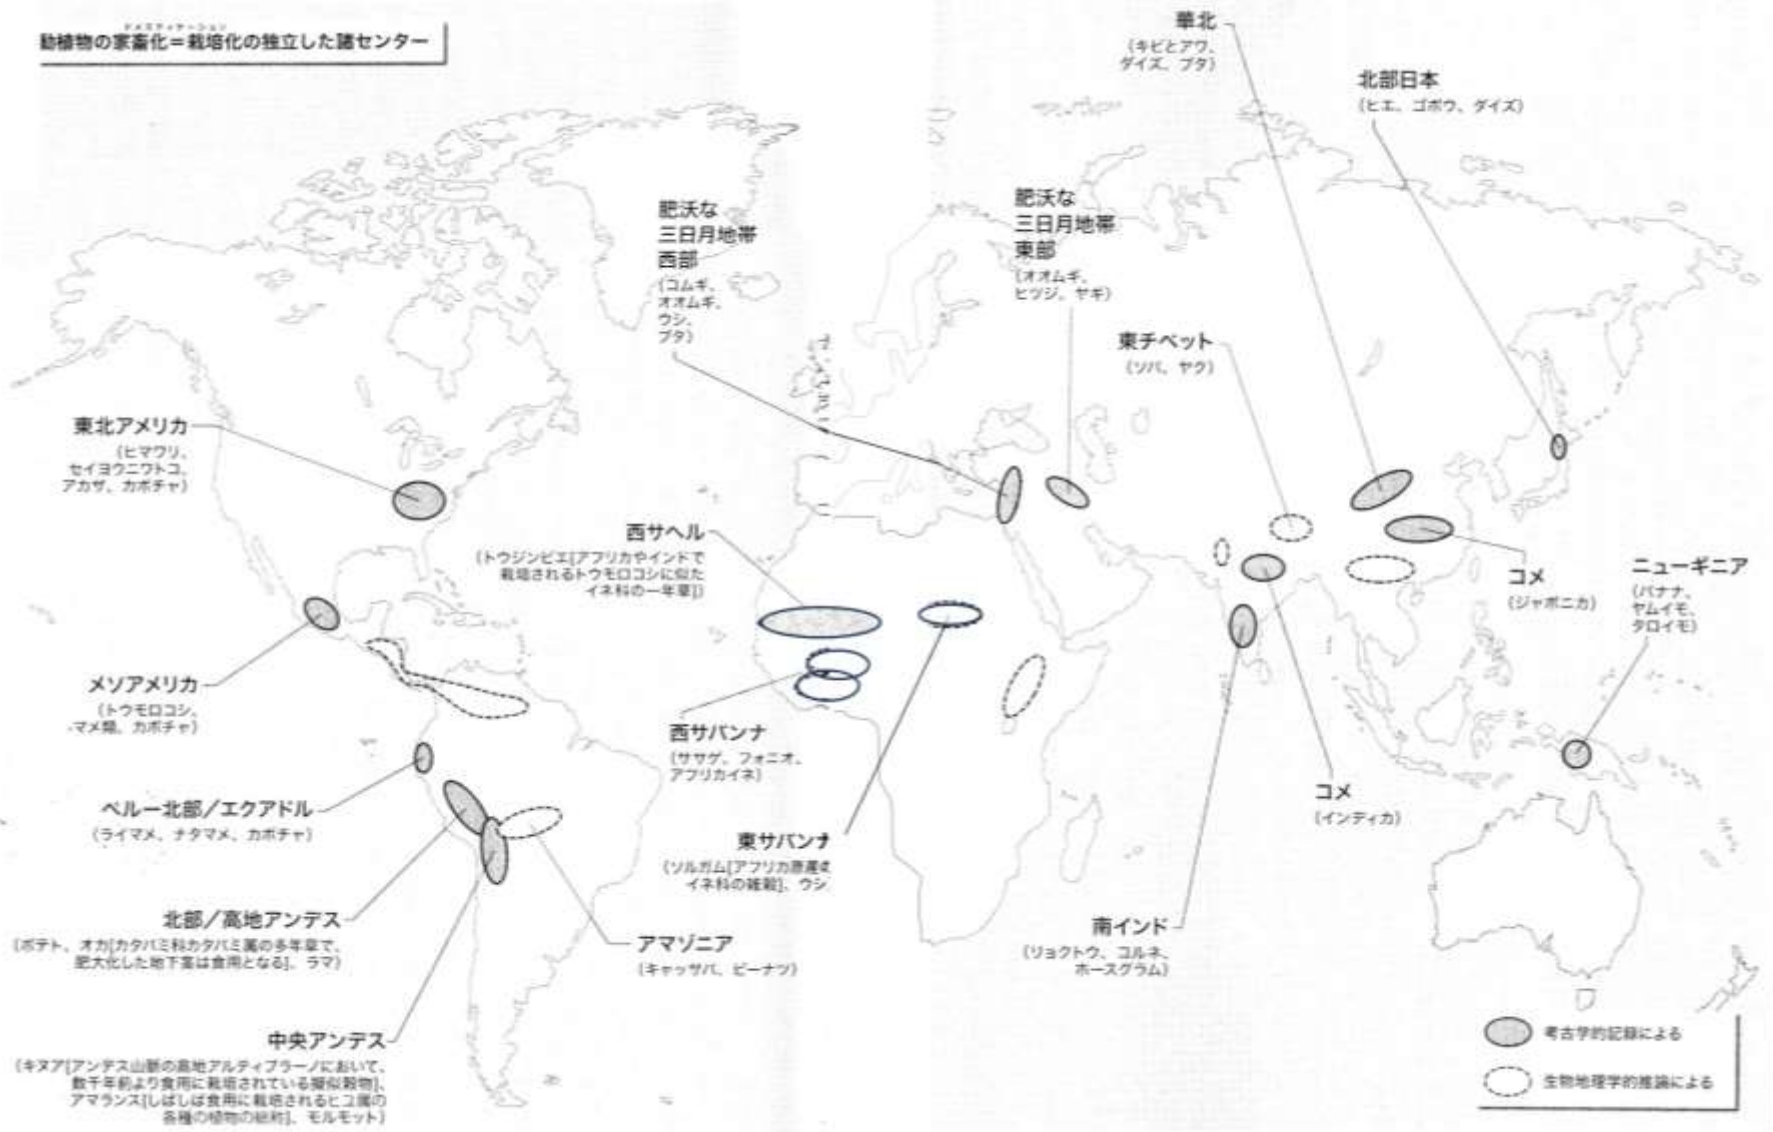 ドメスティケーション
動植物の家畜化=栽培化の独立した諸センター
華北
(キビとアワ、
ダイズ、ブタ)
北部日本
(ヒエ、ゴボウ、ダイズ)
肥沃な
三日月地帯
西部
(コムギ、
オオムギ、
ウシ、
ブタ)
肥沃な
三日月地帯
東部
(オオムギ、
ヒツジ、ヤギ)
東チベット
(ソバ、ヤク)
東北アメリカ
(ヒマワリ、
セイヨウニワトコ、
アカザ、カボチャ)
西サヘル
(トウジンビエ[アフリカやインドで
栽培されるトウモロコシに似た
イネ科の一年草])
コメ
(ジャポニカ)
ニューギニア
(バナナ、
ヤムイモ、
タロイモ)
メソアメリカ
(トウモロコシ、
マメ類、カボチャ)
西サバンナ
(ササゲ、フォニオ、
アフリカイネ)
ペルー北部/エクアドル
(ライマメ、ナタマメ、カボチャ)
東サバンナ
(ソルガム[アフリカ原産の
イネ科の雑穀]、ウシ
コメ
(インディカ)
北部/高地アンデス
(ポテト、オカ[カタバミ科カタバミ属の多年草で、
肥大化した地下茎は食用となる]、ラマ)
アマゾニア
(キャッサバ、ピーナツ)
南インド
(リョクトウ、コルネ、
ホースグラム)
中央アンデス
(キヌア[アンデス山脈の高地アルティプラーノにおいて、
数千年前より食用に栽培されている擬似穀物]、
アマランス[しばしば食用に栽培されるヒユ属の
各種の植物の総称]、モルモット)
考古学的記録による
生物地理学的推論による